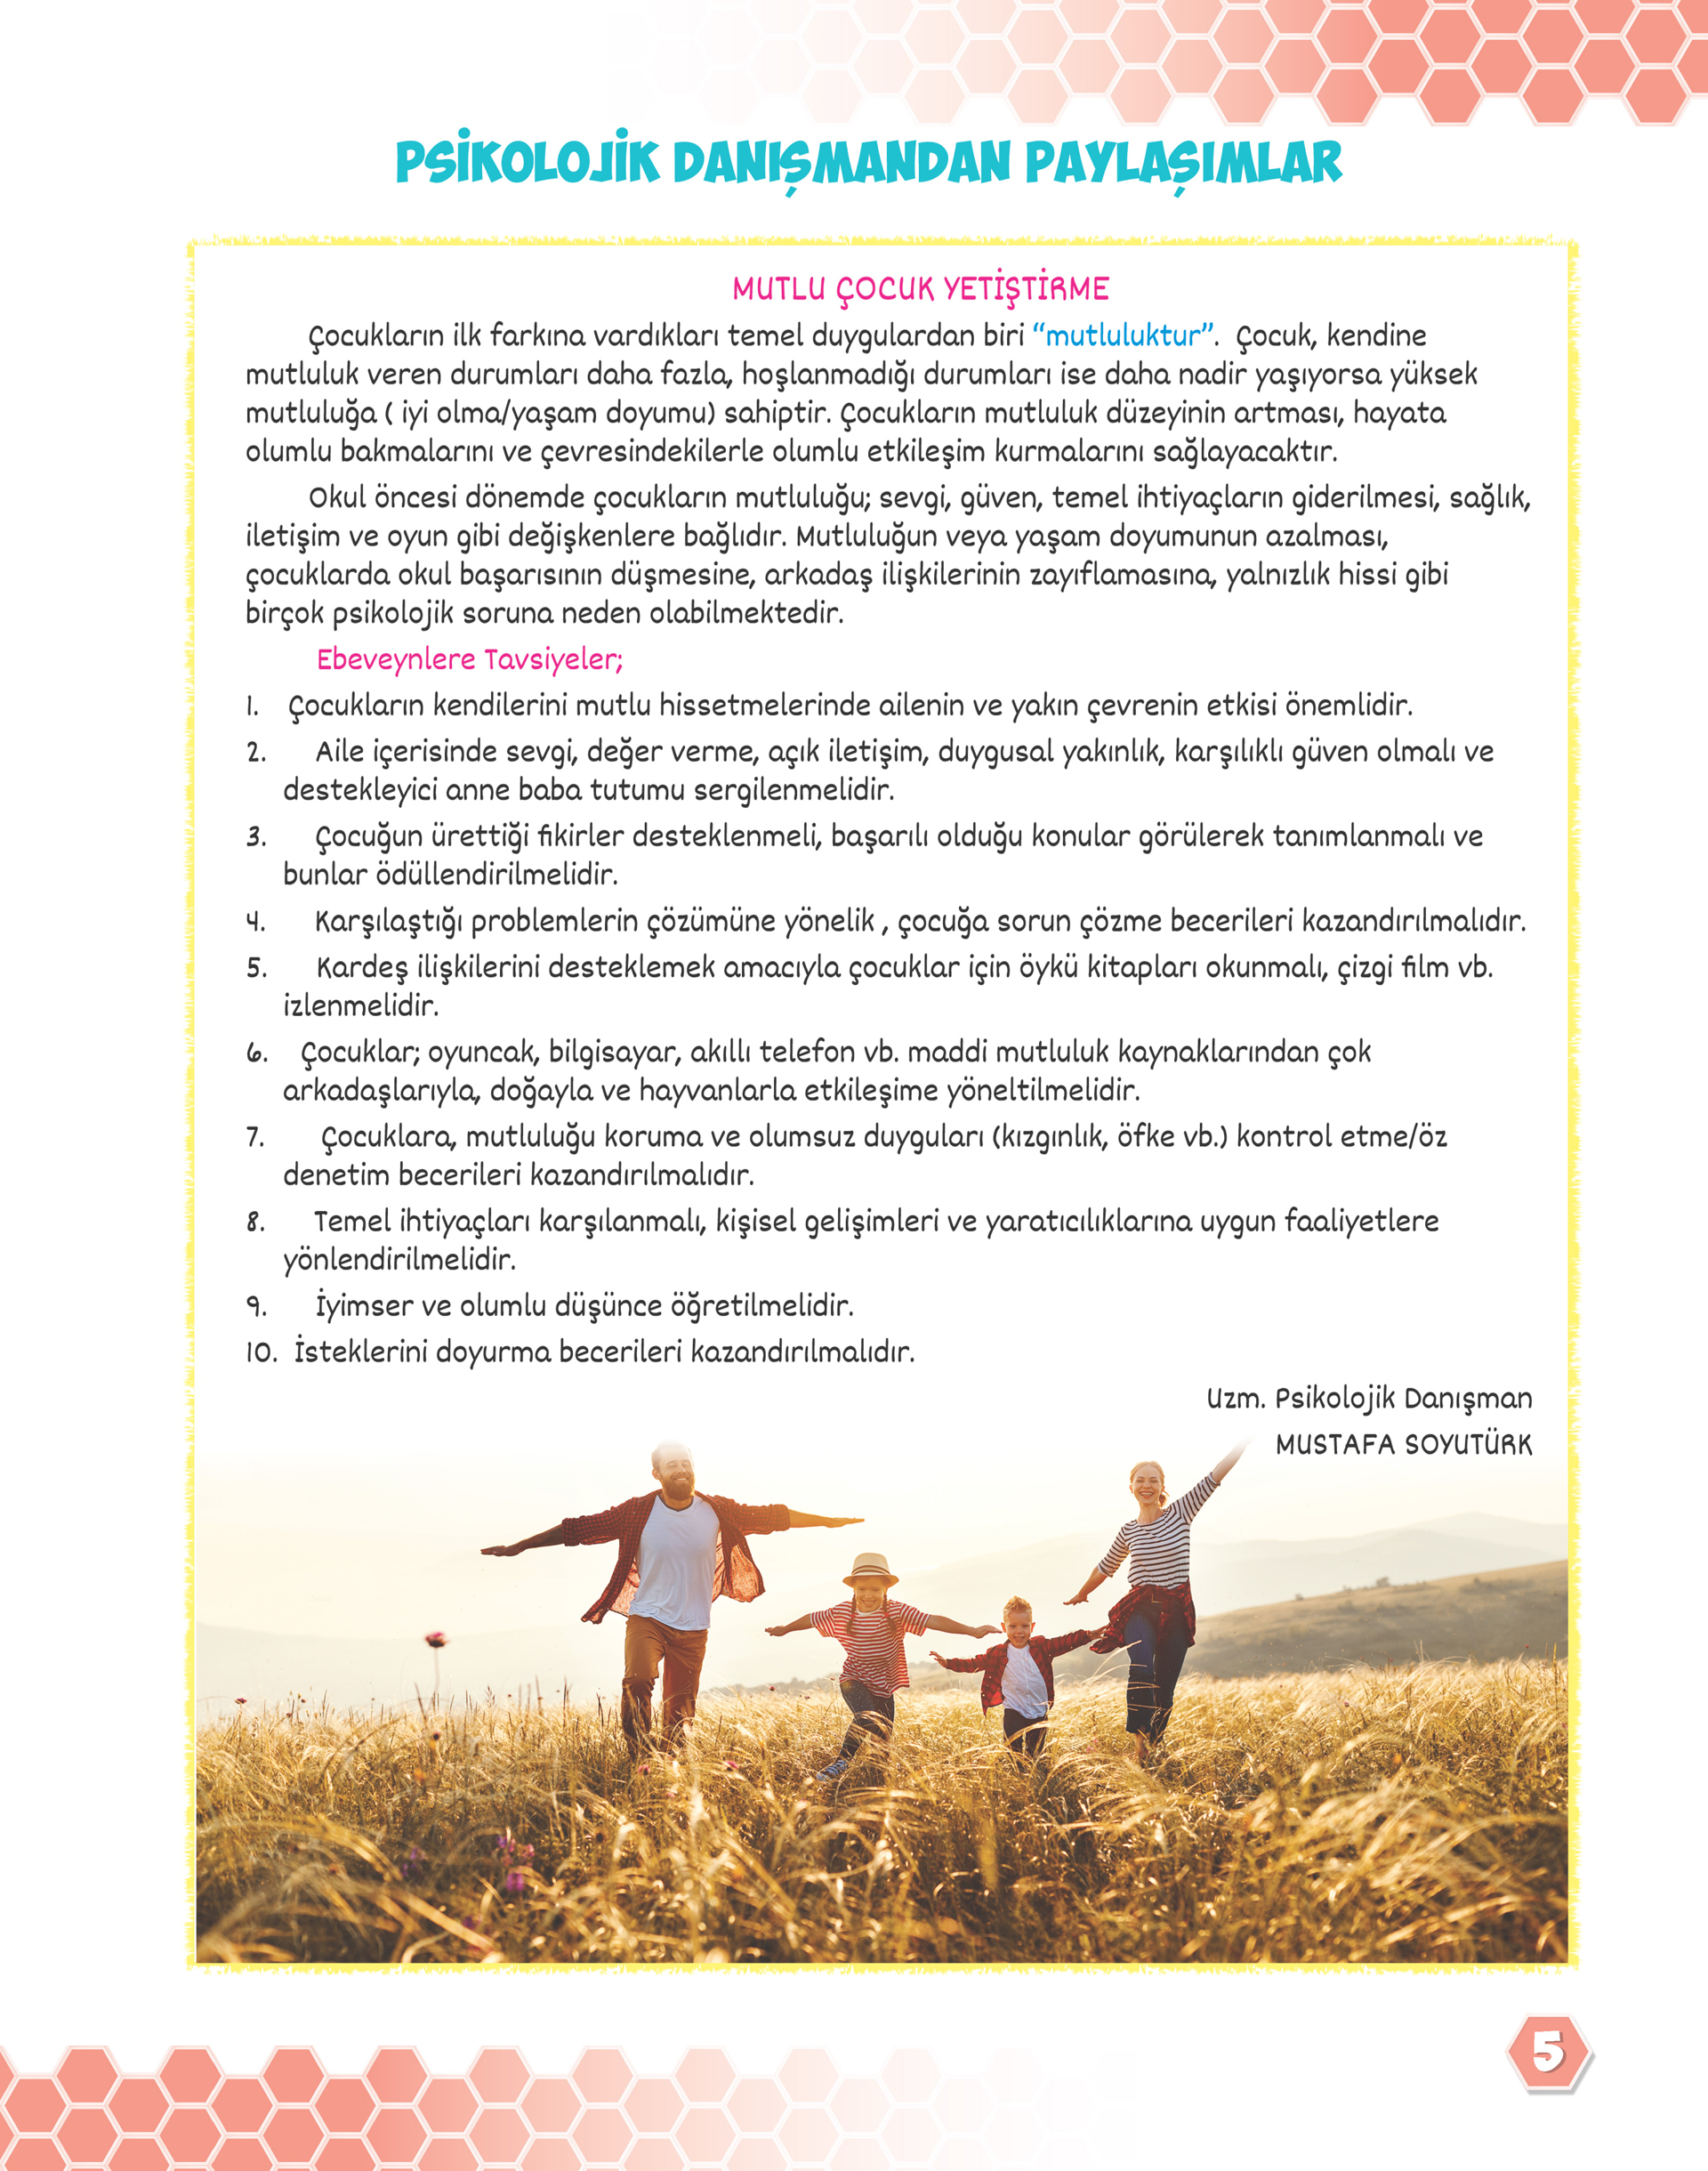 PSİKOLOJİK DANIŞMANDAN PAYLAŞIMLAR
MUTLU ÇOCUK YETİŞTİRME
Çocukların ilk farkına vardıkları temel duygulardan biri “mutluluktur”. Çocuk, kendine
mutluluk veren durumları daha fazla, hoşlanmadığı durumları ise daha nadir yaşıyorsa yüksek
mutluluğa ( iyi olma/yaşam doyumu) sahiptir. Çocukların mutluluk düzeyinin artması, hayata
olumlu bakmalarını ve çevresindekilerle olumlu etkileşim kurmalarını sağlayacaktır.
Okul öncesi dönemde çocukların mutluluğu; sevgi, güven, temel ihtiyaçların giderilmesi, sağlık,
iletişim ve oyun gibi değişkenlere bağlıdır. Mutluluğun veya yaşam doyumunun azalması,
çocuklarda okul başarısının düşmesine, arkadaş ilişkilerinin zayıflamasına, yalnızlık hissi gibi
birçok psikolojik soruna neden olabilmektedir.
Ebeveynlere Tavsiyeler;
1. Çocukların kendilerini mutlu hissetmelerinde ailenin ve yakın çevrenin etkisi önemlidir.
2. Aile içerisinde sevgi, değer verme, açık iletişim, duygusal yakınlık, karşılıklı güven olmalı ve
destekleyici anne baba tutumu sergilenmelidir.
3. Çocuğun ürettiği fikirler desteklenmeli, başarılı olduğu konular görülerek tanımlanmalı ve
bunlar ödüllendirilmelidir.
4. Karşılaştığı problemlerin çözümüne yönelik , çocuğa sorun çözme becerileri kazandırılmalıdır.
5. Kardeş ilişkilerini desteklemek amacıyla çocuklar için öykü kitapları okunmalı, çizgi film vb.
izlenmelidir.
6. Çocuklar; oyuncak, bilgisayar, akıllı telefon vb. maddi mutluluk kaynaklarından çok
arkadaşlarıyla, doğayla ve hayvanlarla etkileşime yöneltilmelidir.
7. Çocuklara, mutluluğu koruma ve olumsuz duyguları (kızgınlık, öfke vb.) kontrol etme/öz
denetim becerileri kazandırılmalıdır.
8. Temel ihtiyaçları karşılanmalı, kişisel gelişimleri ve yaratıcılıklarına uygun faaliyetlere
yönlendirilmelidir.
9. İyimser ve olumlu düşünce öğretilmelidir.
10. İsteklerini doyurma becerileri kazandırılmalıdır.
Uzm. Psikolojik Danışman
MUSTAFA SOYUTÜRK
5